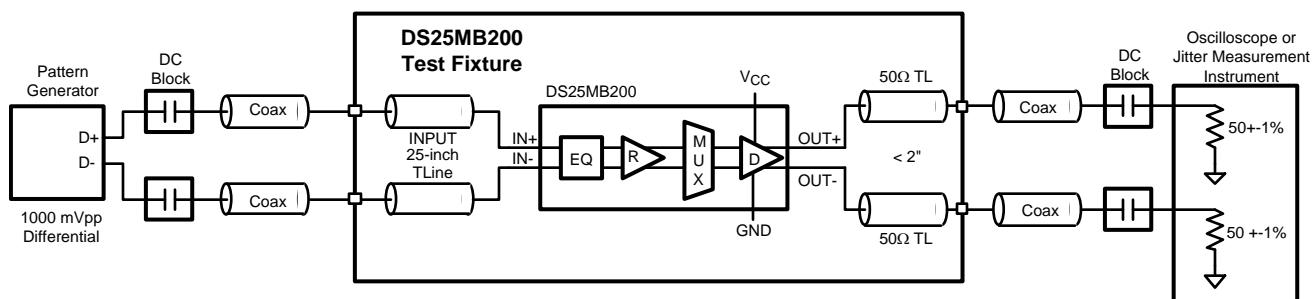 DS25MB200
Test Fixture
Pattern
Generator
D+
D-
1000 mVpp
Differential
DC
Block
Coax
Coax
INPUT
25-inch
TLine
DS25MB200
IN+
IN-
EQ
R
M
U
X
D
VCC
GND
OUT+
OUT-
50Ω TL
< 2"
50Ω TL
Coax
Coax
DC
Block
Oscilloscope or
Jitter Measurement
Instrument
50+-1%
50 +-1%